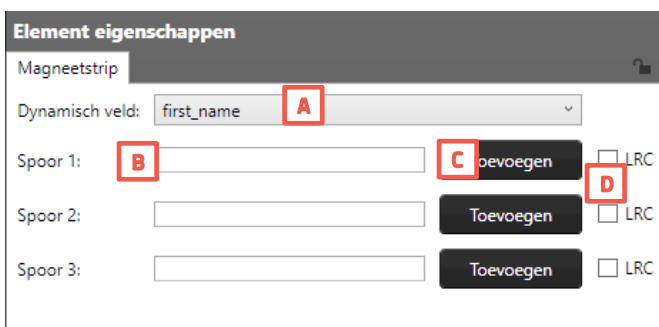 Element eigenschappen
Magneetstrip
Dynamisch veld: first_name A
Spoor 1: B C oevoegen LRC
D
Spoor 2: Toevoegen LRC
Spoor 3: Toevoegen LRC